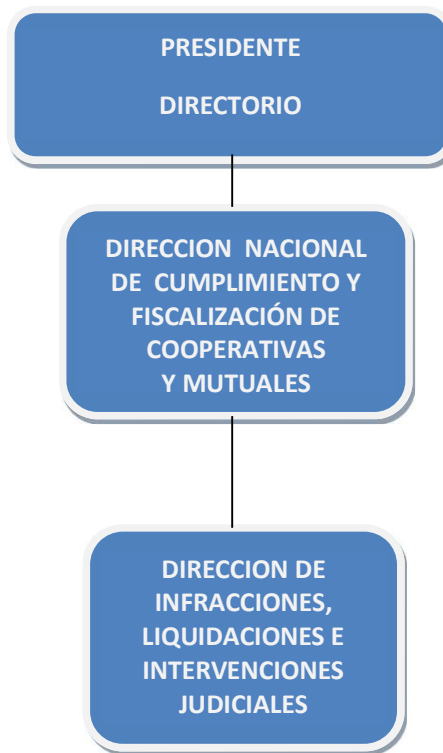 PRESIDENTE
DIRECTORIO
DIRECCION NACIONAL
DE CUMPLIMIENTO Y
FISCALIZACIÓN DE
COOPERATIVAS
Y MUTUALES
DIRECCION DE
INFRACCIONES,
LIQUIDACIONES E
INTERVENCIONES
JUDICIALES